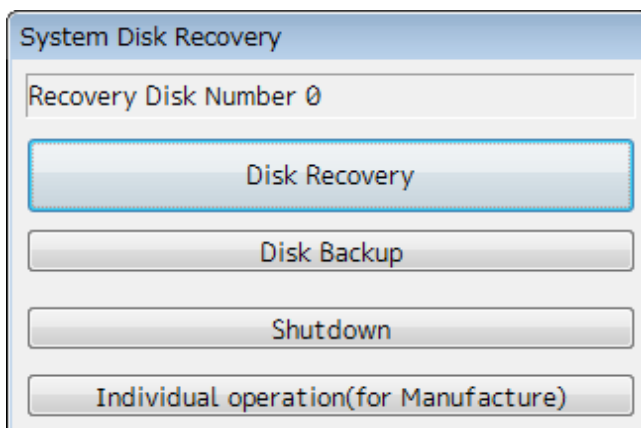 System Disk Recovery
Recovery Disk Number 0
Disk Recovery
Disk Backup
Shutdown
Individual operation(for Manufacture)